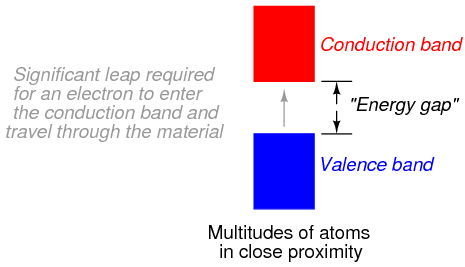 Conduction band
Significant leap required
for an electron to enter
the conduction band and
travel through the material
"Energy gap"
Valence band
Multitudes of atoms
in close proximity